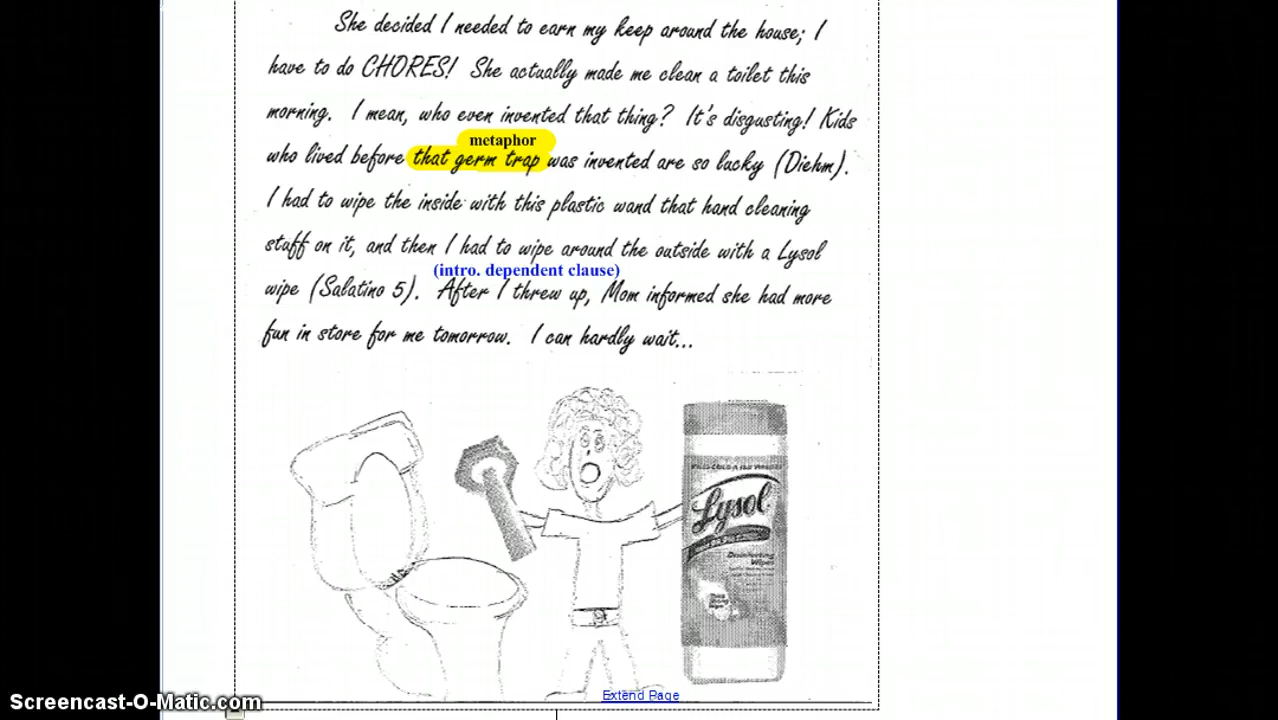 She decided I needed to earn my keep around the house; I
have to do CHORES! She actually made me clean a toilet this
morning. I mean, who even invented that thing? It's disgusting! Kids
metaphor
who lived before that germ trap was invented are so lucky (Diehm).
I had to wipe the inside with this plastic wand that hand cleaning
stuff on it, and then I had to wipe around the outside with a Lysol
(intro. dependent clause)
wipe (Salatino 5). After I threw up, Mom informed she had more
fun in store for me tomorrow. I can hardly wait...
Lysol
Disinfecting
Wipes
Extend Page
Screencast-O-Matic.com